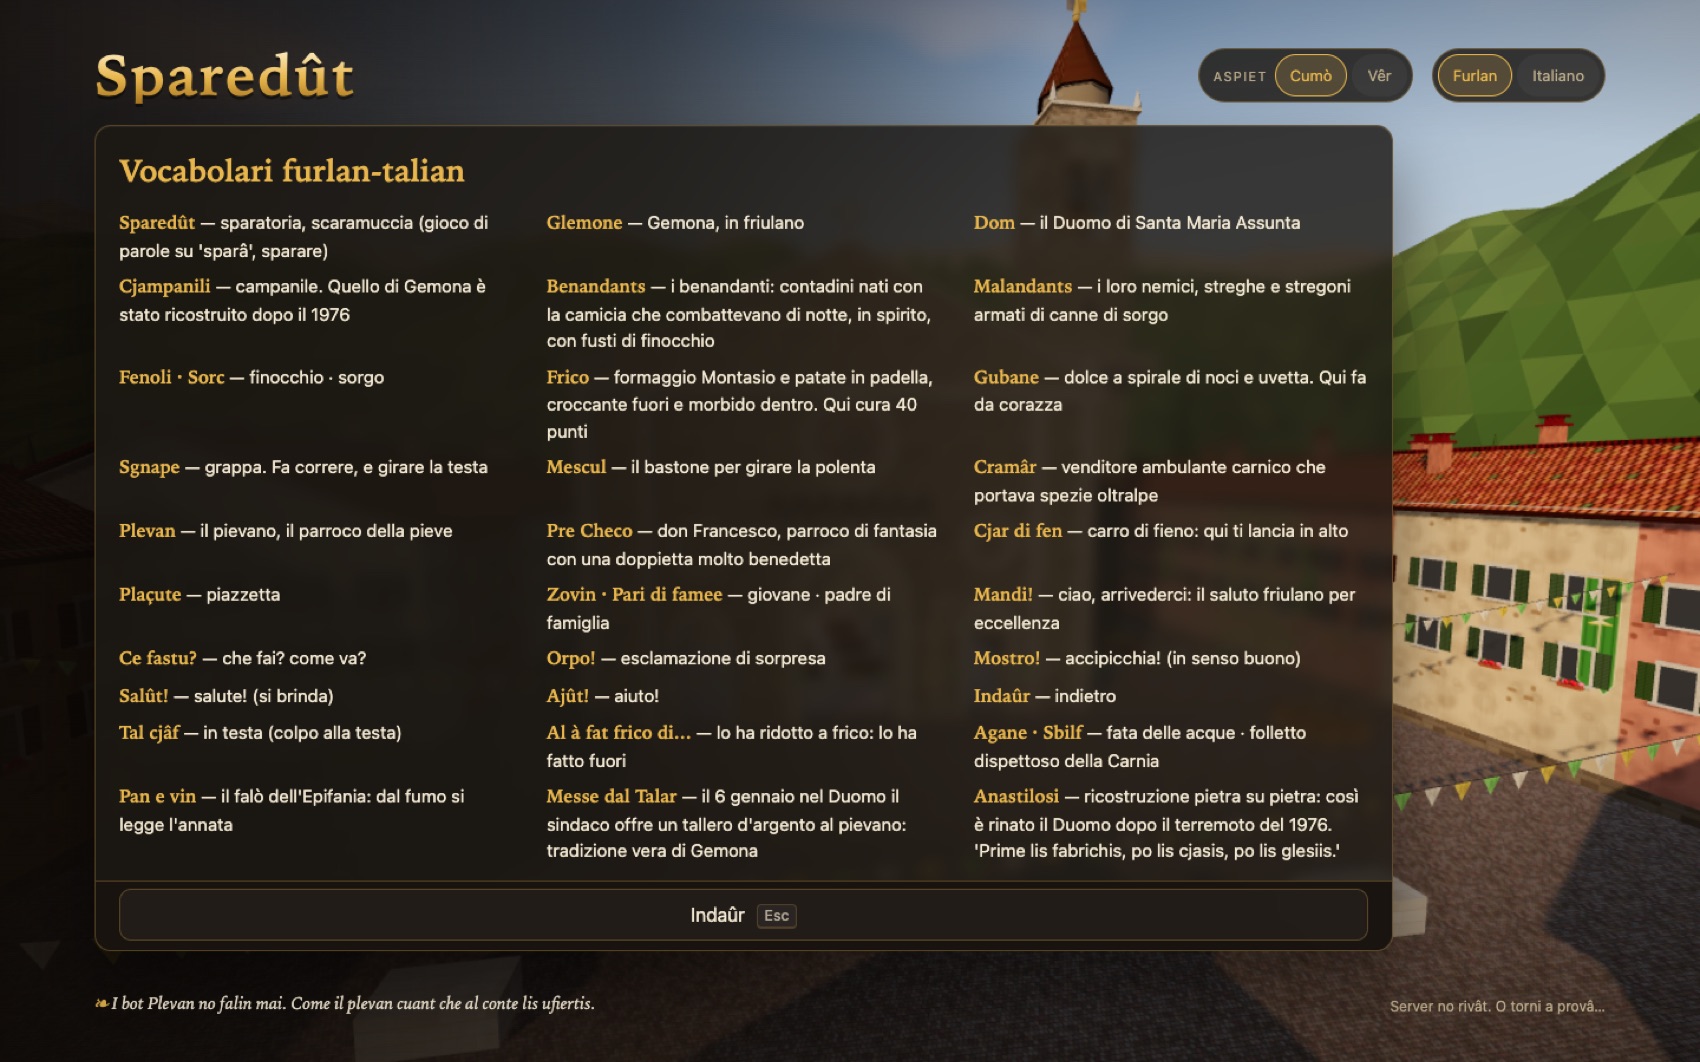 Sparedût
ASPIET Cumò Vêr
Furlan Italiano
Vocabolari furlan-talian
Sparedût — sparatoria, scaramuccia (gioco di
parole su 'sparâ', sparare)
Glemone — Gemona, in friulano
Dom — il Duomo di Santa Maria Assunta
Cjampanili — campanile. Quello di Gemona è
stato ricostruito dopo il 1976
Benandants — i benandanti: contadini nati con
la camicia che combattevano di notte, in spirito,
con fusti di finocchio
Malandants — i loro nemici, streghe e stregoni
armati di canne di sorgo
Fenoli · Sorc — finocchio · sorgo
Frico — formaggio Montasio e patate in padella,
croccante fuori e morbido dentro. Qui cura 40
punti
Gubane — dolce a spirale di noci e uvetta. Qui fa
da corazza
Sgnape — grappa. Fa correre, e girare la testa
Mescul — il bastone per girare la polenta
Cramâr — venditore ambulante carnico che
portava spezie oltralpe
Plevan — il pievano, il parroco della pieve
Pre Checo — don Francesco, parroco di fantasia
con una doppietta molto benedetta
Cjar di fen — carro di fieno: qui ti lancia in alto
Plaçute — piazzetta
Zovin · Pari di famee — giovane · padre di
famiglia
Mandi! — ciao, arrivederci: il saluto friulano per
eccellenza
Ce fastu? — che fai? come va?
Orpo! — esclamazione di sorpresa
Mostro! — accipicchia! (in senso buono)
Salût! — salute! (si brinda)
Ajût! — aiuto!
Indaûr — indietro
Tal cjâf — in testa (colpo alla testa)
Al à fat frico di... — lo ha ridotto a frico: lo ha
fatto fuori
Agane · Sbilf — fata delle acque · folletto
dispettoso della Carnia
Pan e vin — il falò dell'Epifania: dal fumo si
legge l'annata
Messe dal Talar — il 6 gennaio nel Duomo il
sindaco offre un tallero d'argento al pievano:
tradizione vera di Gemona
Anastilosi — ricostruzione pietra su pietra: così
è rinato il Duomo dopo il terremoto del 1976.
'Prime lis fabrichis, po lis cjasis, po lis glesiis.'
Indaûr Esc
❧ I bot Plevan no falin mai. Come il plevan cuant che al conte lis ufiertis.
Server no rivât. O torni a provâ...